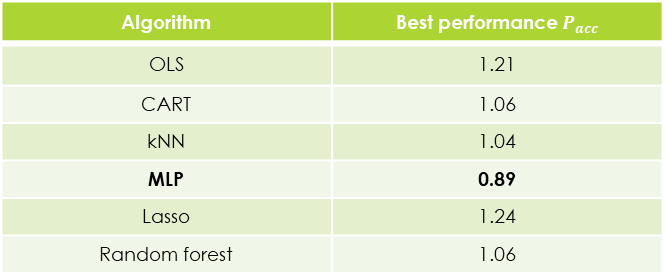 Algorithm Best performance P_acc
OLS 1.21
CART 1.06
kNN 1.04
MLP 0.89
Lasso 1.24
Random forest 1.06